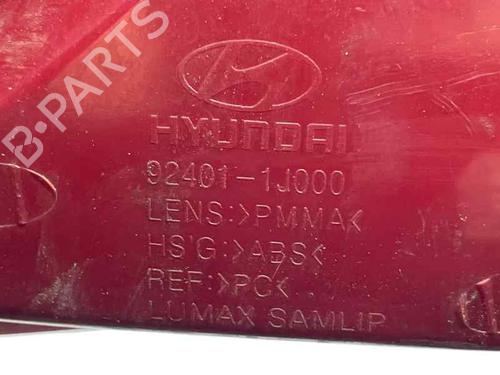 HYUNDAI
92401-1J000
LENS:>PMMA<
HS'G:>ABS<
REF:>PC<
LUMAX SAMLIP
B-PARTS